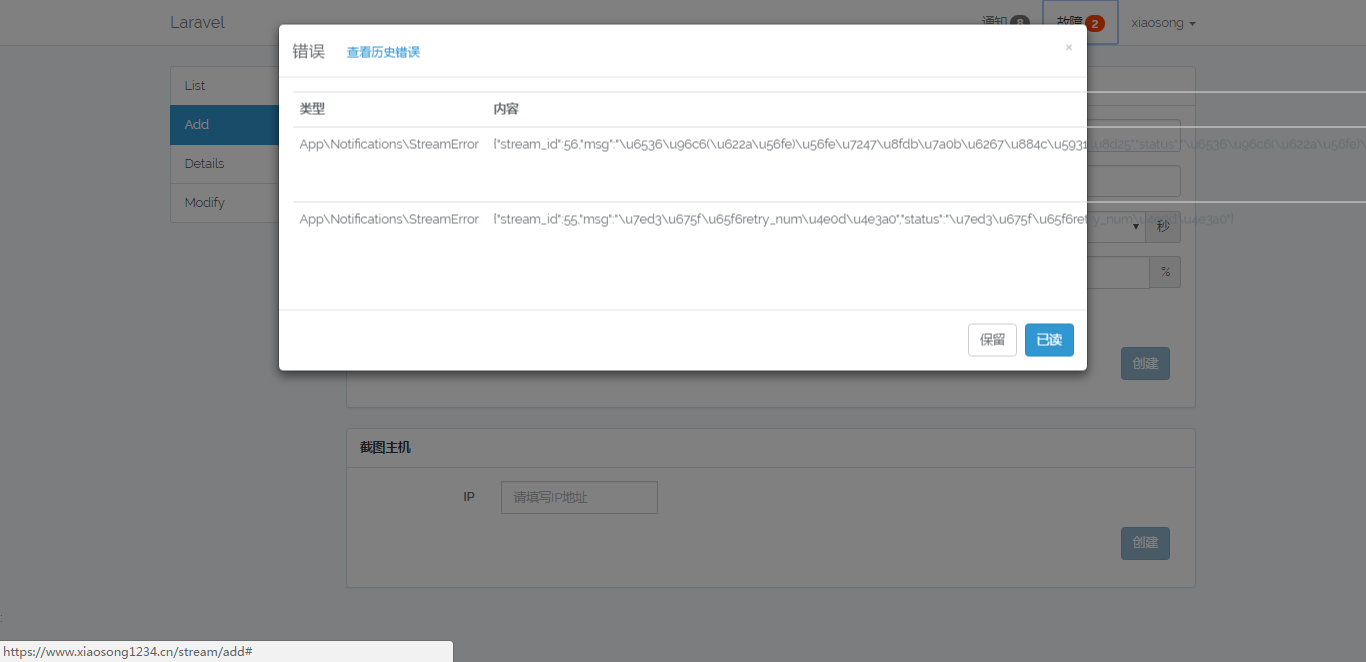 Laravel
通知 8
故障 2
xiaosong
错误 查看历史错误 ×
List
Add
Details
Modify
类型 内容
App\Notifications\StreamError {"stream_id":56,"msg":"\u6536\u96c6(\u622a\u56fe)\u56fe\u7247\u8fdb\u7a0b\u6267\u884c\u5931\u8d25","status":"\u6536\u96c6(\u622a\u56fe)\
App\Notifications\StreamError {"stream_id":55,"msg":"\u7ed3\u675f\u65f6retry_num\u4e0d\u4e3a0","status":"\u7ed3\u675f\u65f6retry_num\u4e0d\u4e3a0"}
秒
%
保留 已读
创建
截图主机
IP 请填写IP地址
创建
https://www.xiaosong1234.cn/stream/add#